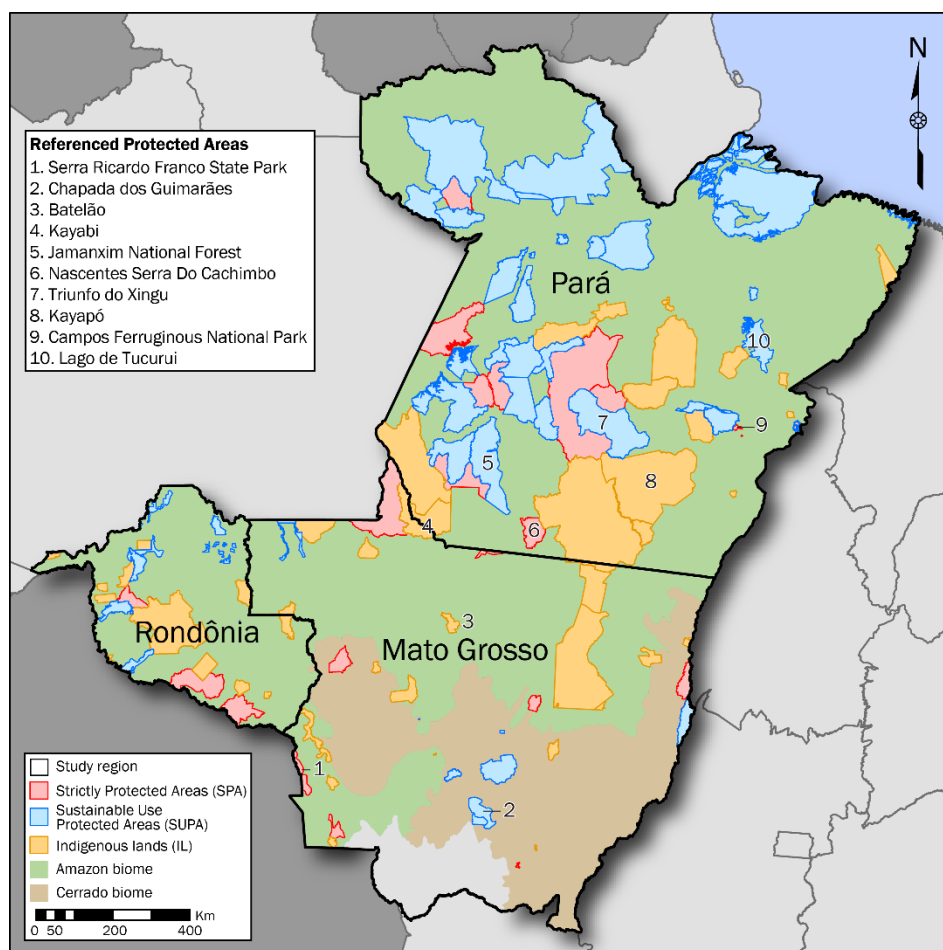 N
Referenced Protected Areas
1. Serra Ricardo Franco State Park
2. Chapada dos Guimarães
3. Batelão
4. Kayabi
5. Jamanxim National Forest
6. Nascentes Serra Do Cachimbo
7. Triunfo do Xingu
8. Kayapó
9. Campos Ferruginous National Park
10. Lago de Tucurui
Pará
10
7
9
5
8
4
6
3
Rondônia
Mato Grosso
1
2
Study region
Strictly Protected Areas (SPA)
Sustainable Use
Protected Areas (SUPA)
Indigenous lands (IL)
Amazon biome
Cerrado biome
Km
0 50 200 400